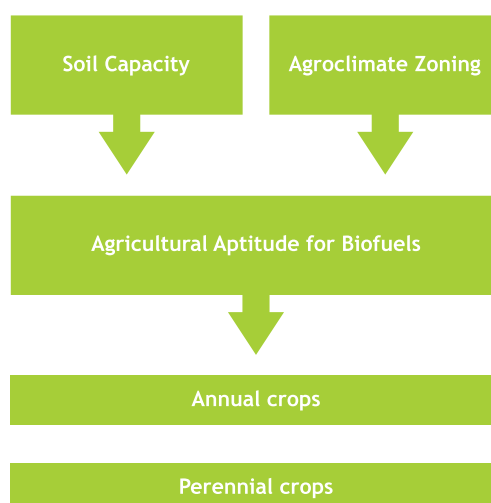 Soil Capacity
Agroclimate Zoning
Agricultural Aptitude for Biofuels
Annual crops
Perennial crops